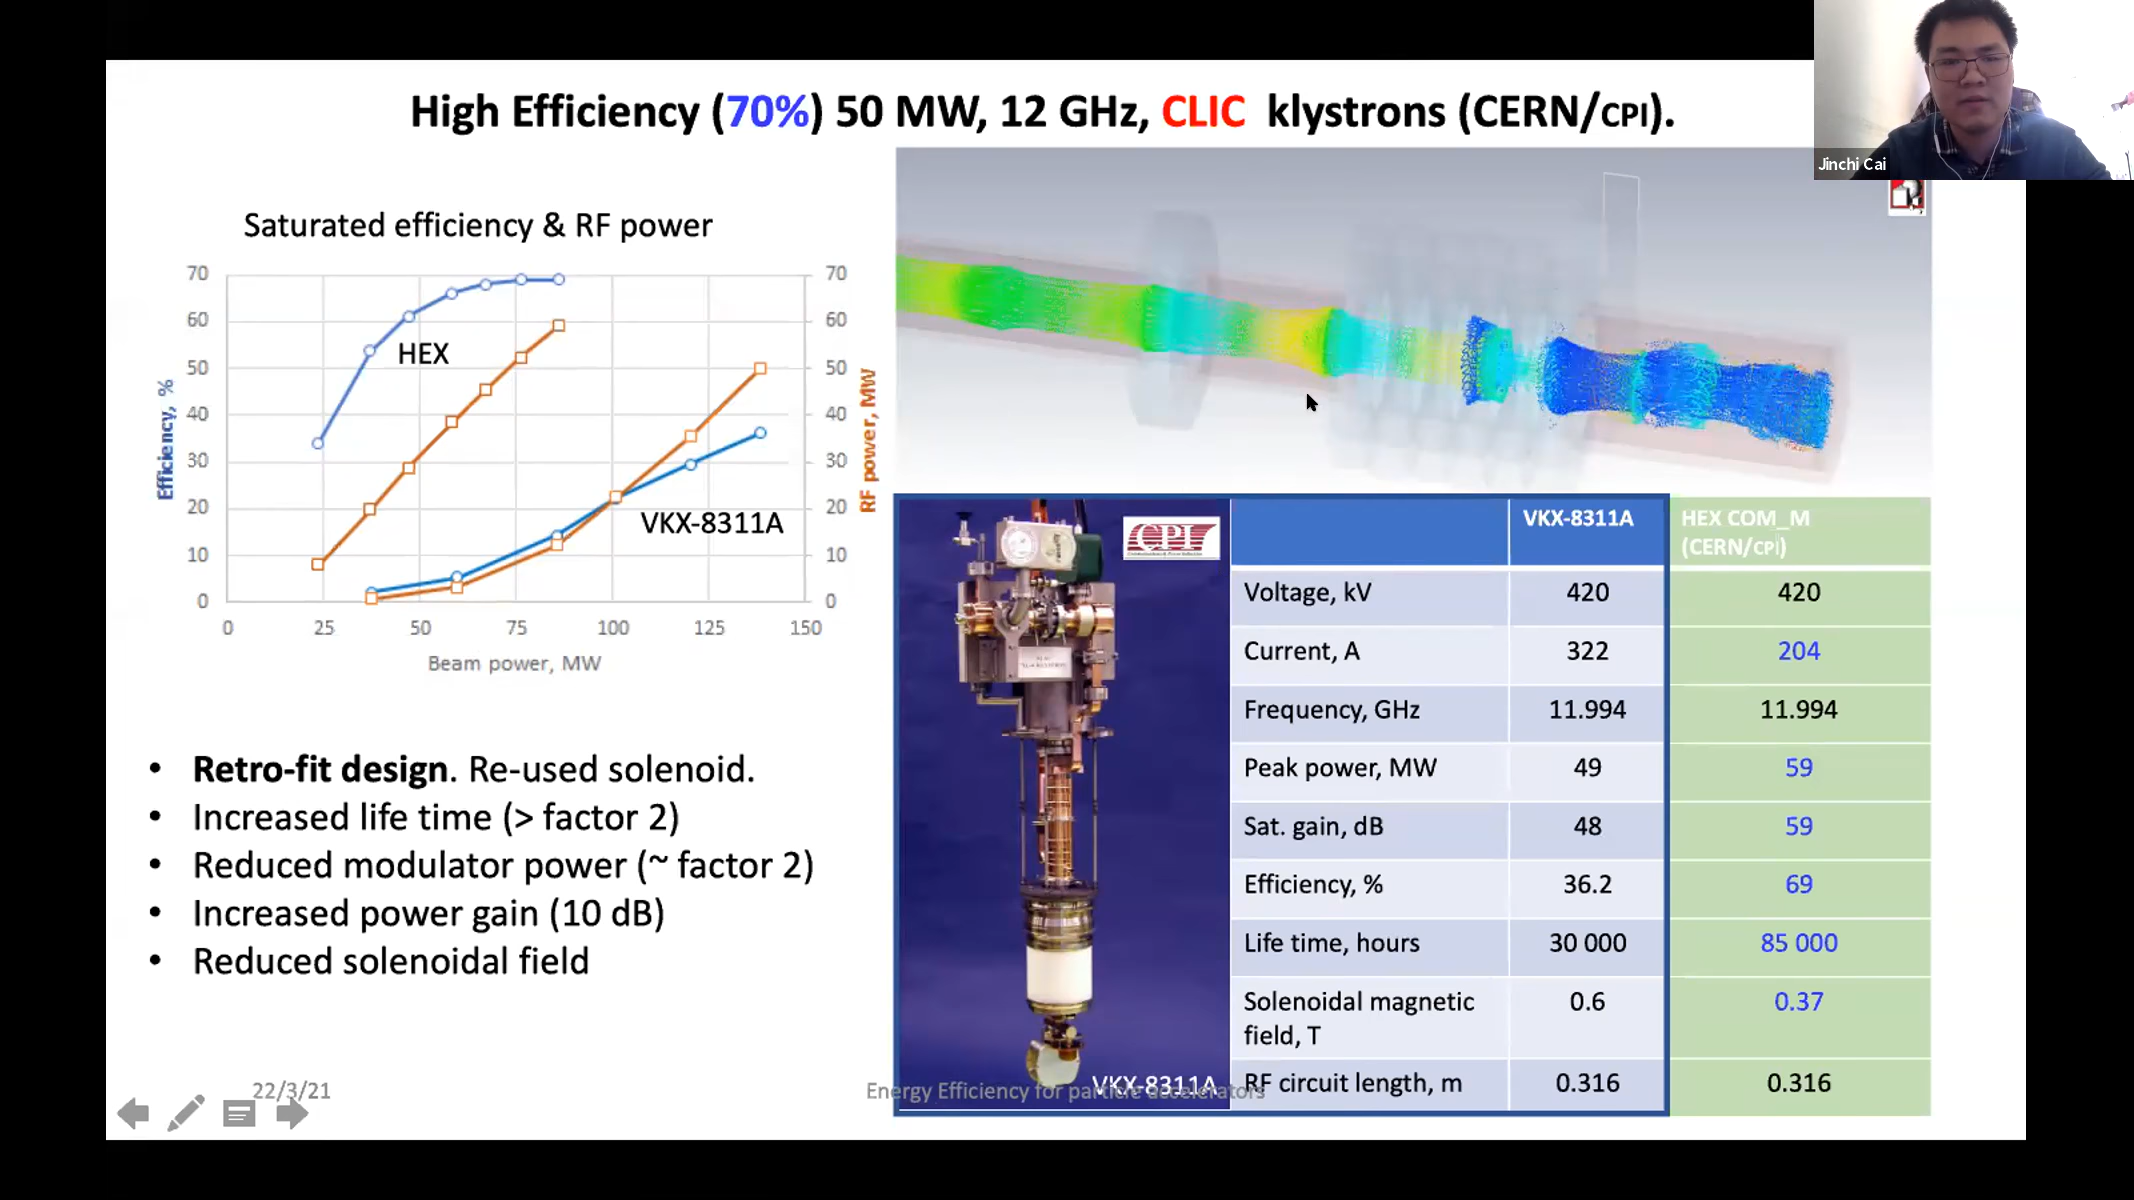 High Efficiency (70%) 50 MW, 12 GHz, CLIC klystrons (CERN/CPI).
Jinchi Cai
Saturated efficiency & RF power
70
60
50
40
30
20
10
0
Efficiency, %
HEX
VKX-8311A
70
60
50
40
30
20
10
0
RF power, MW
0 25 50 75 100 125 150
Beam power, MW
• Retro-fit design. Re-used solenoid.
• Increased life time (> factor 2)
• Reduced modulator power (~ factor 2)
• Increased power gain (10 dB)
• Reduced solenoidal field
CPI
VKX-8311A
VKX-8311A HEX COM_M
(CERN/CPI)
Voltage, kV 420 420
Current, A 322 204
Frequency, GHz 11.994 11.994
Peak power, MW 49 59
Sat. gain, dB 48 59
Efficiency, % 36.2 69
Life time, hours 30 000 85 000
Solenoidal magnetic
field, T 0.6 0.37
RF circuit length, m 0.316 0.316
22/3/21
Energy Efficiency for particle accelerators